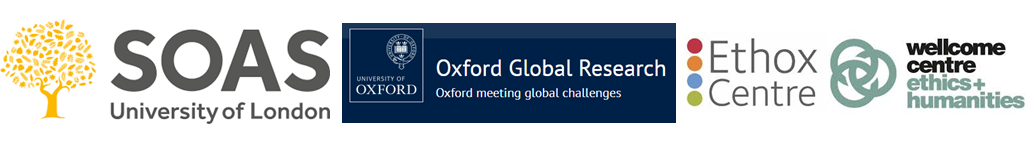 SOAS
University of London
UNIVERSITY OF
OXFORD
Oxford Global Research
Oxford meeting global challenges
Ethox
Centre
wellcome
centre
ethics+
humanities